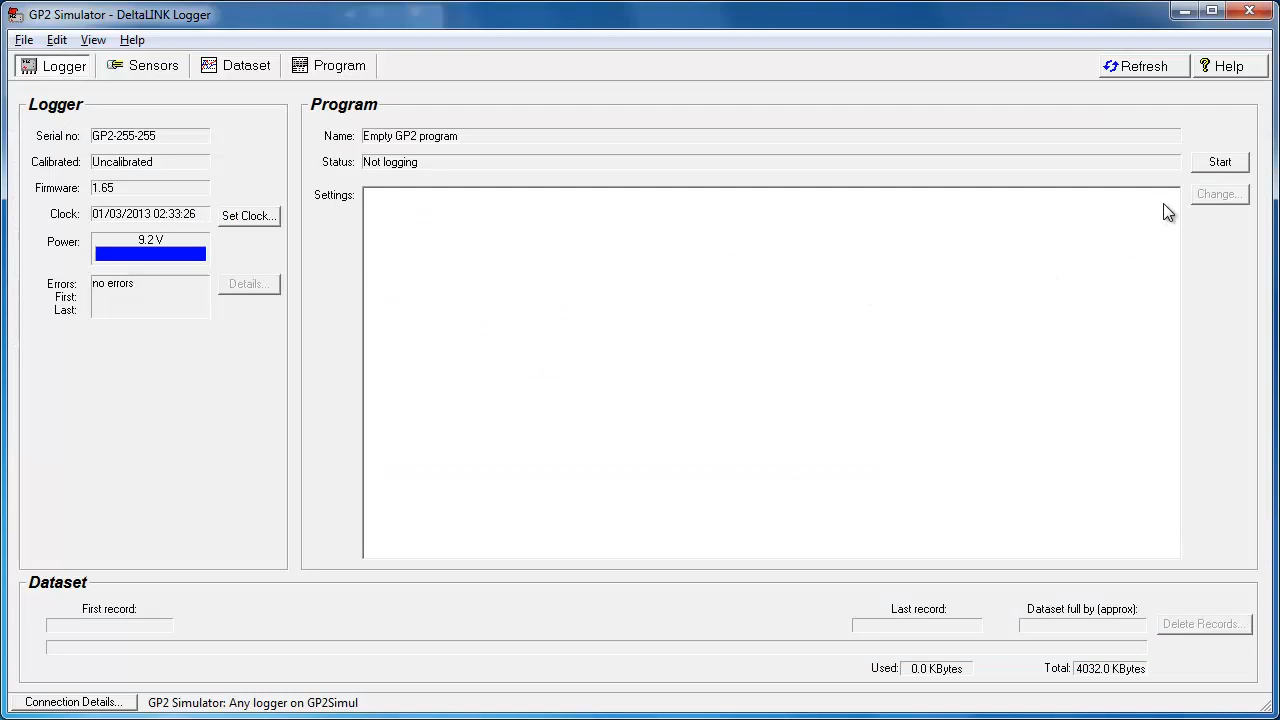 GP2 Simulator - DeltaLINK Logger
File Edit View Help
Logger Sensors Dataset Program Refresh Help
Logger
Serial no: GP2-255-255
Calibrated: Uncalibrated
Firmware: 1.65
Clock: 01/03/2013 02:33:26 Set Clock...
Power: 9.2 V
Errors: no errors Details...
First:
Last:
Program
Name: Empty GP2 program
Status: Not logging Start
Settings: Change...
Dataset
First record: Last record: Dataset full by (approx):
Delete Records...
Used: 0.0 KBytes Total: 4032.0 KBytes
Connection Details... GP2 Simulator: Any logger on GP2Simul